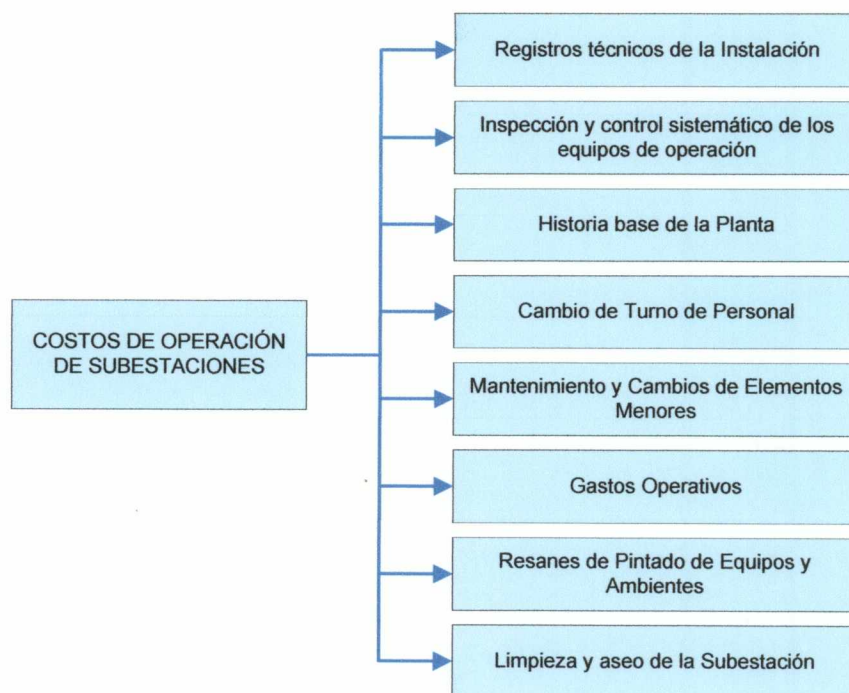 Registros técnicos de la Instalación
Inspección y control sistemático de los
equipos de operación
Historia base de la Planta
Cambio de Turno de Personal
COSTOS DE OPERACIÓN
DE SUBESTACIONES
Mantenimiento y Cambios de Elementos
Menores
Gastos Operativos
Resanes de Pintado de Equipos y
Ambientes
Limpieza y aseo de la Subestación